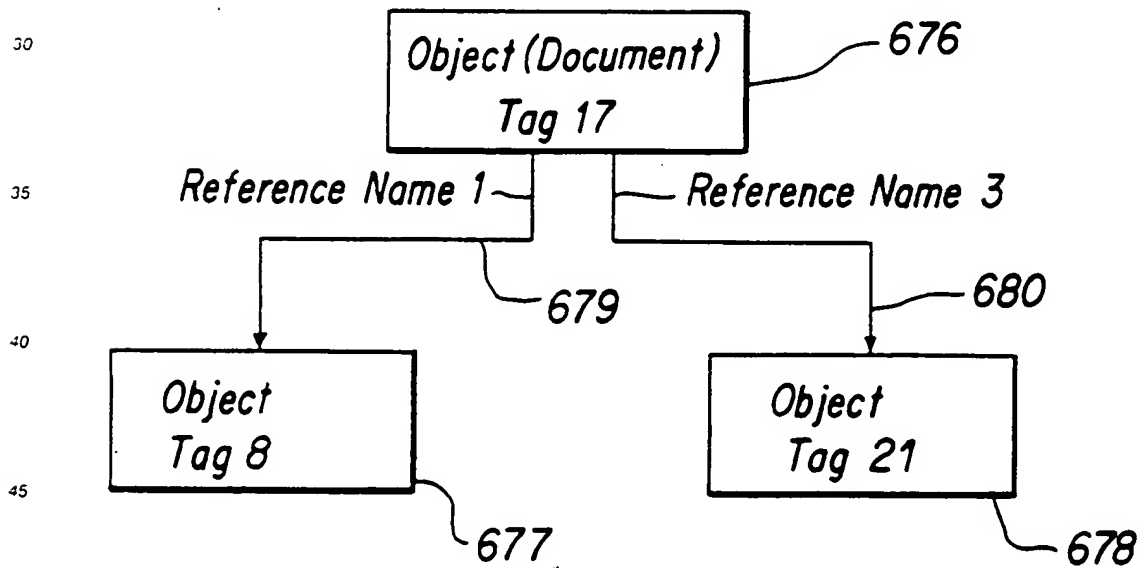 30
Object (Document)
Tag 17
676
35
Reference Name 1
Reference Name 3
679
680
40
Object
Tag 8
Object
Tag 21
45
677
678